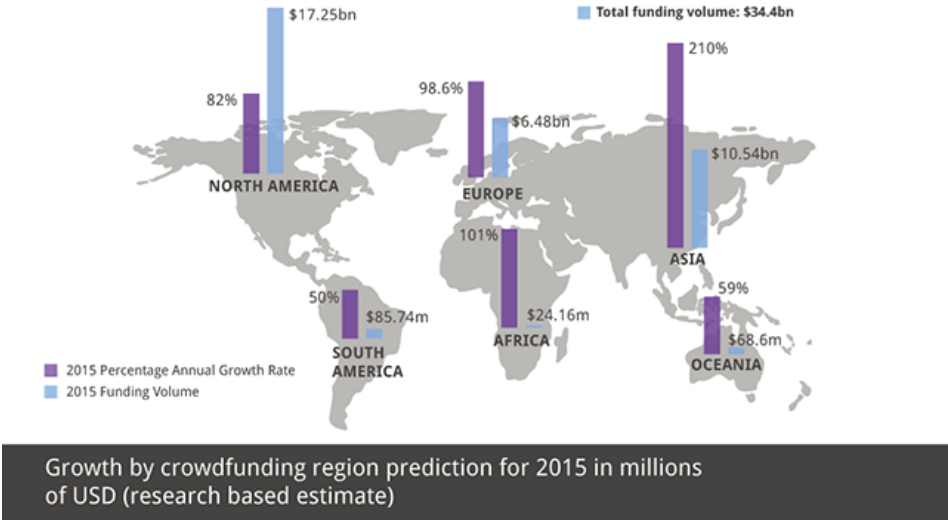 $17.25bn
Total funding volume: $34.4bn
82%
NORTH AMERICA
98.6%
$6.48bn
EUROPE
210%
$10.54bn
ASIA
101%
$24.16m
AFRICA
50%
$85.74m
SOUTH
AMERICA
59%
$68.6m
OCEANIA
2015 Percentage Annual Growth Rate
2015 Funding Volume
Growth by crowdfunding region prediction for 2015 in millions
of USD (research based estimate)